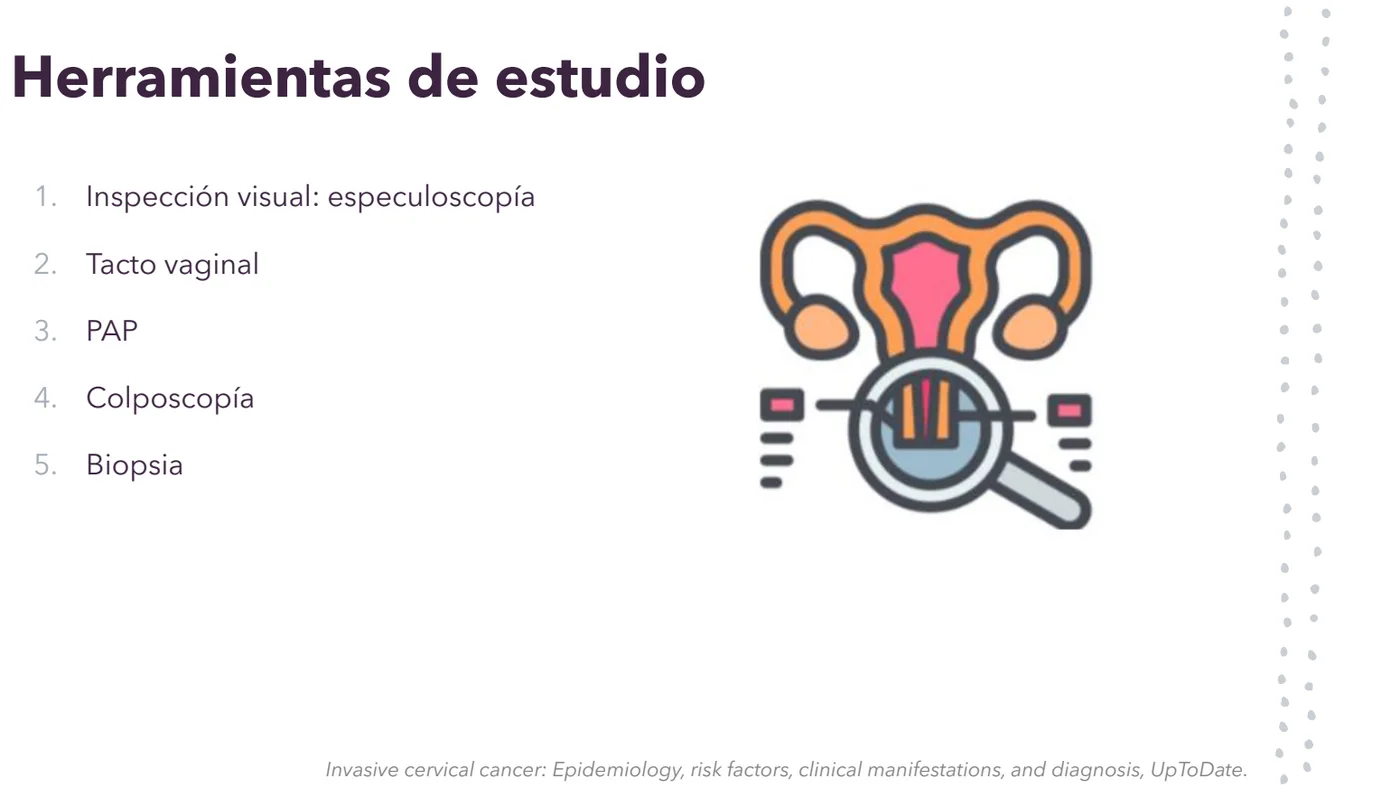 Herramientas de estudio
1. Inspección visual: especuloscopía
2. Tacto vaginal
3. PAP
4. Colposcopía
5. Biopsia
Invasive cervical cancer: Epidemiology, risk factors, clinical manifestations, and diagnosis, UpToDate.